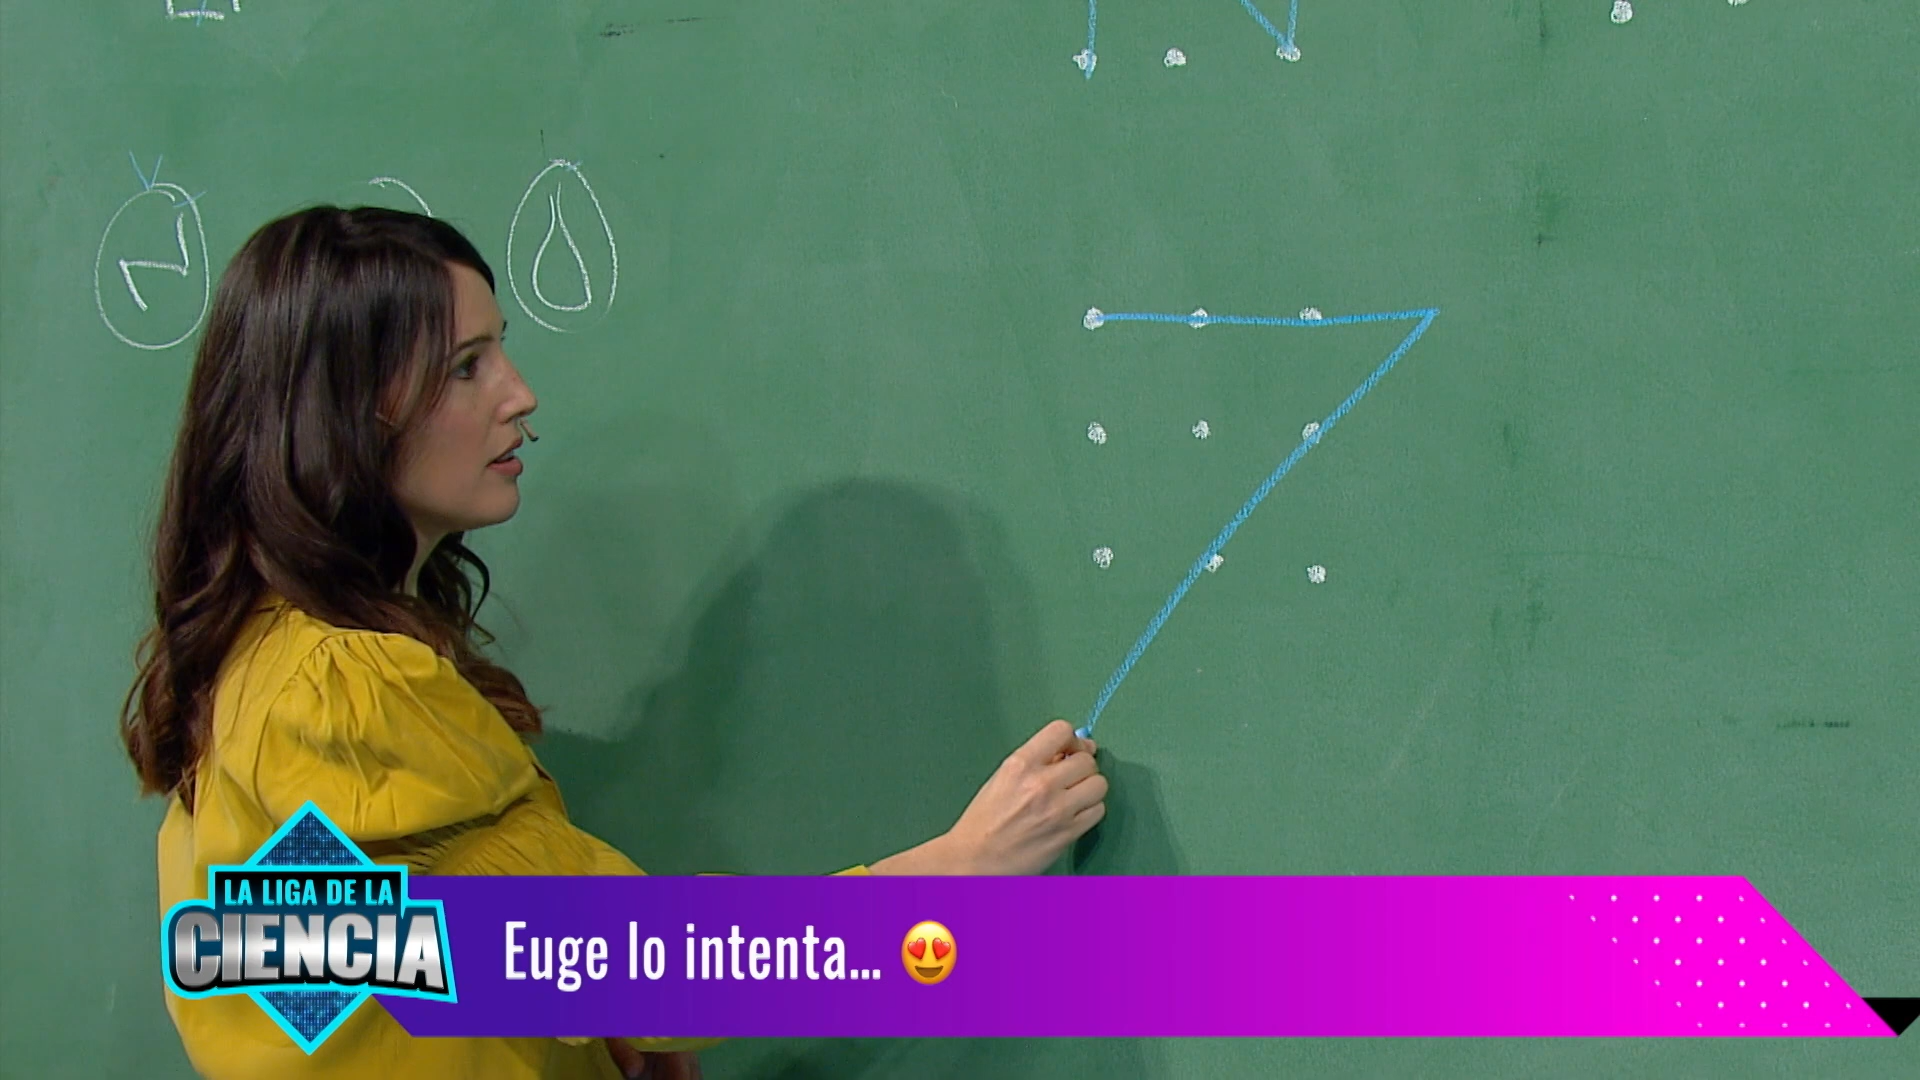 LA LIGA DE LA
CIENCIA
Euge lo intenta... 😍